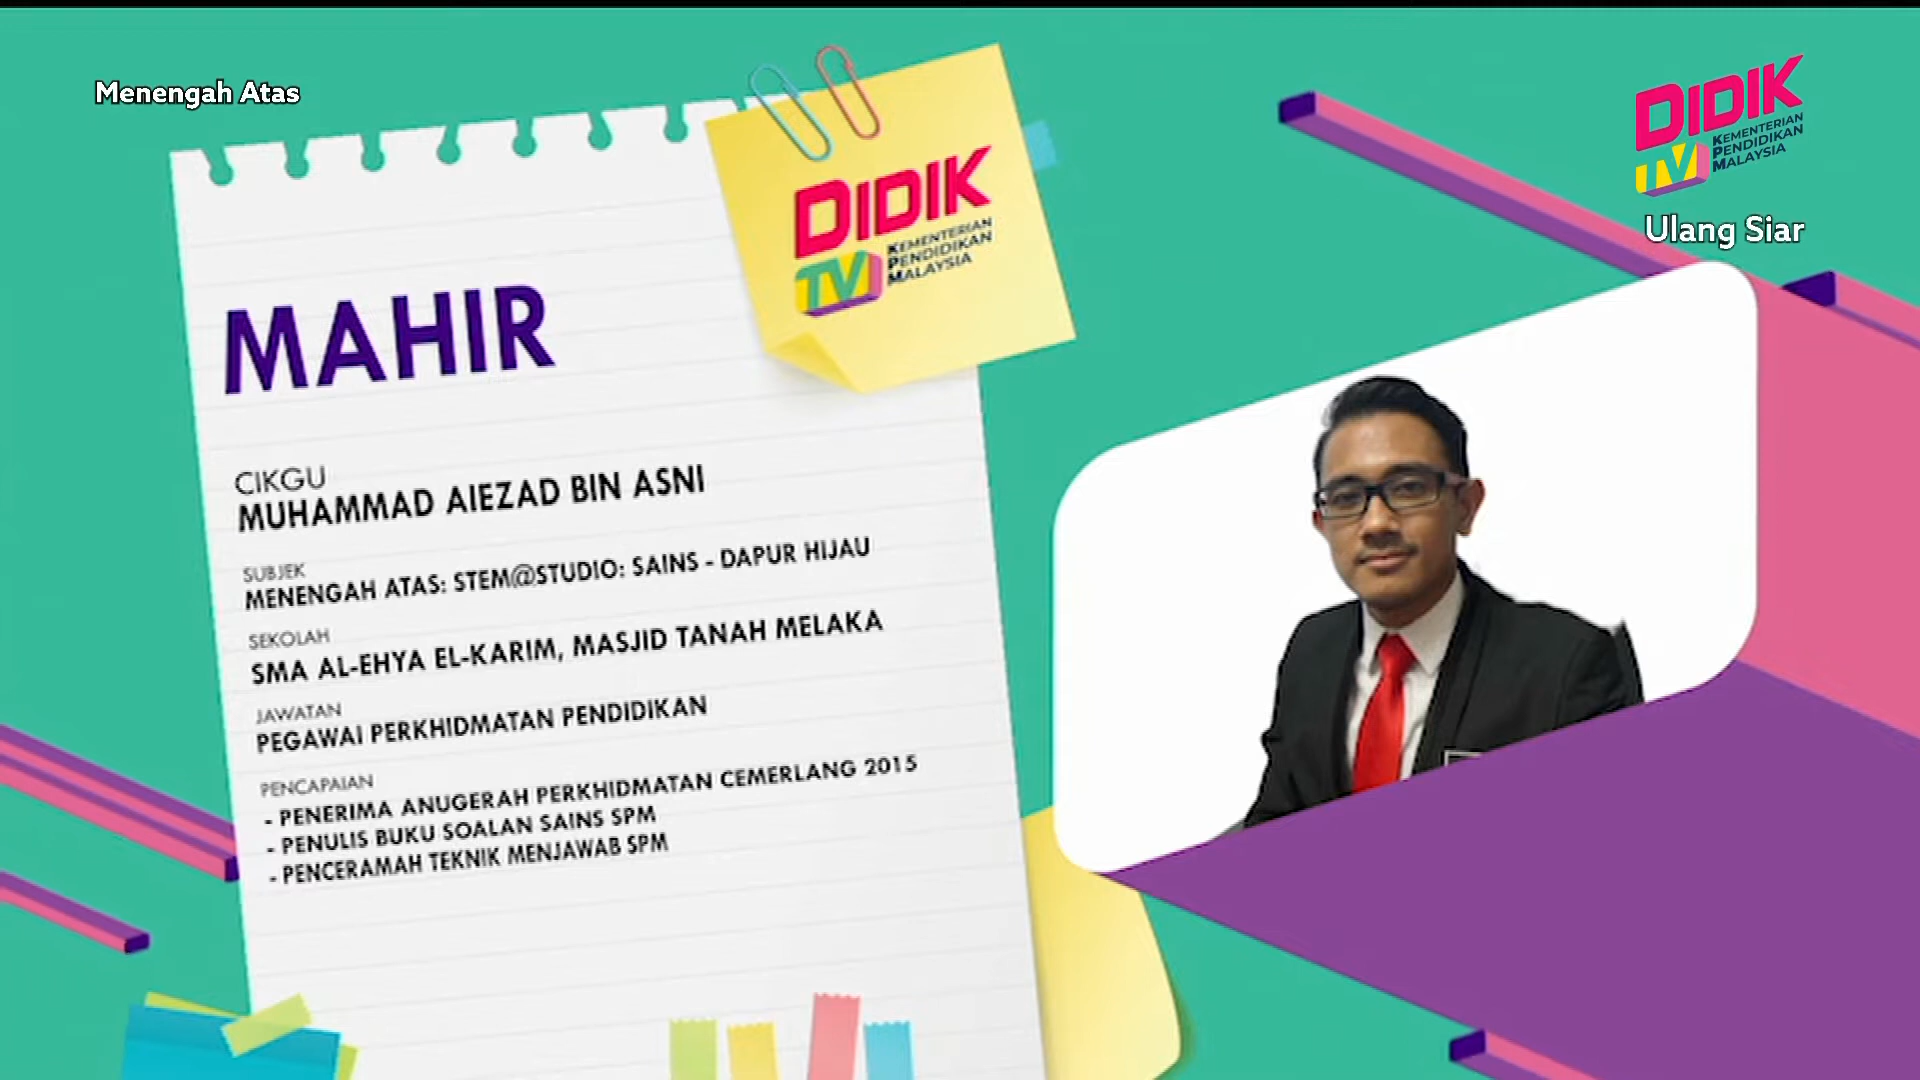 Menengah Atas
DIDIK
TV
KEMENTERIAN
PENDIDIKAN
MALAYSIA
Ulang Siar
DIDIK
TV
KEMENTERIAN
PENDIDIKAN
MALAYSIA
MAHIR
CIKGU
MUHAMMAD AIEZAD BIN ASNI
SUBJEK
MENENGAH ATAS: STEM@STUDIO: SAINS - DAPUR HIJAU
SEKOLAH
SMA AL-EHYA EL-KARIM, MASJID TANAH MELAKA
JAWATAN
PEGAWAI PERKHIDMATAN PENDIDIKAN
PENCAPAIAN
- PENERIMA ANUGERAH PERKHIDMATAN CEMERLANG 2015
- PENULIS BUKU SOALAN SAINS SPM
- PENCERAMAH TEKNIK MENJAWAB SPM